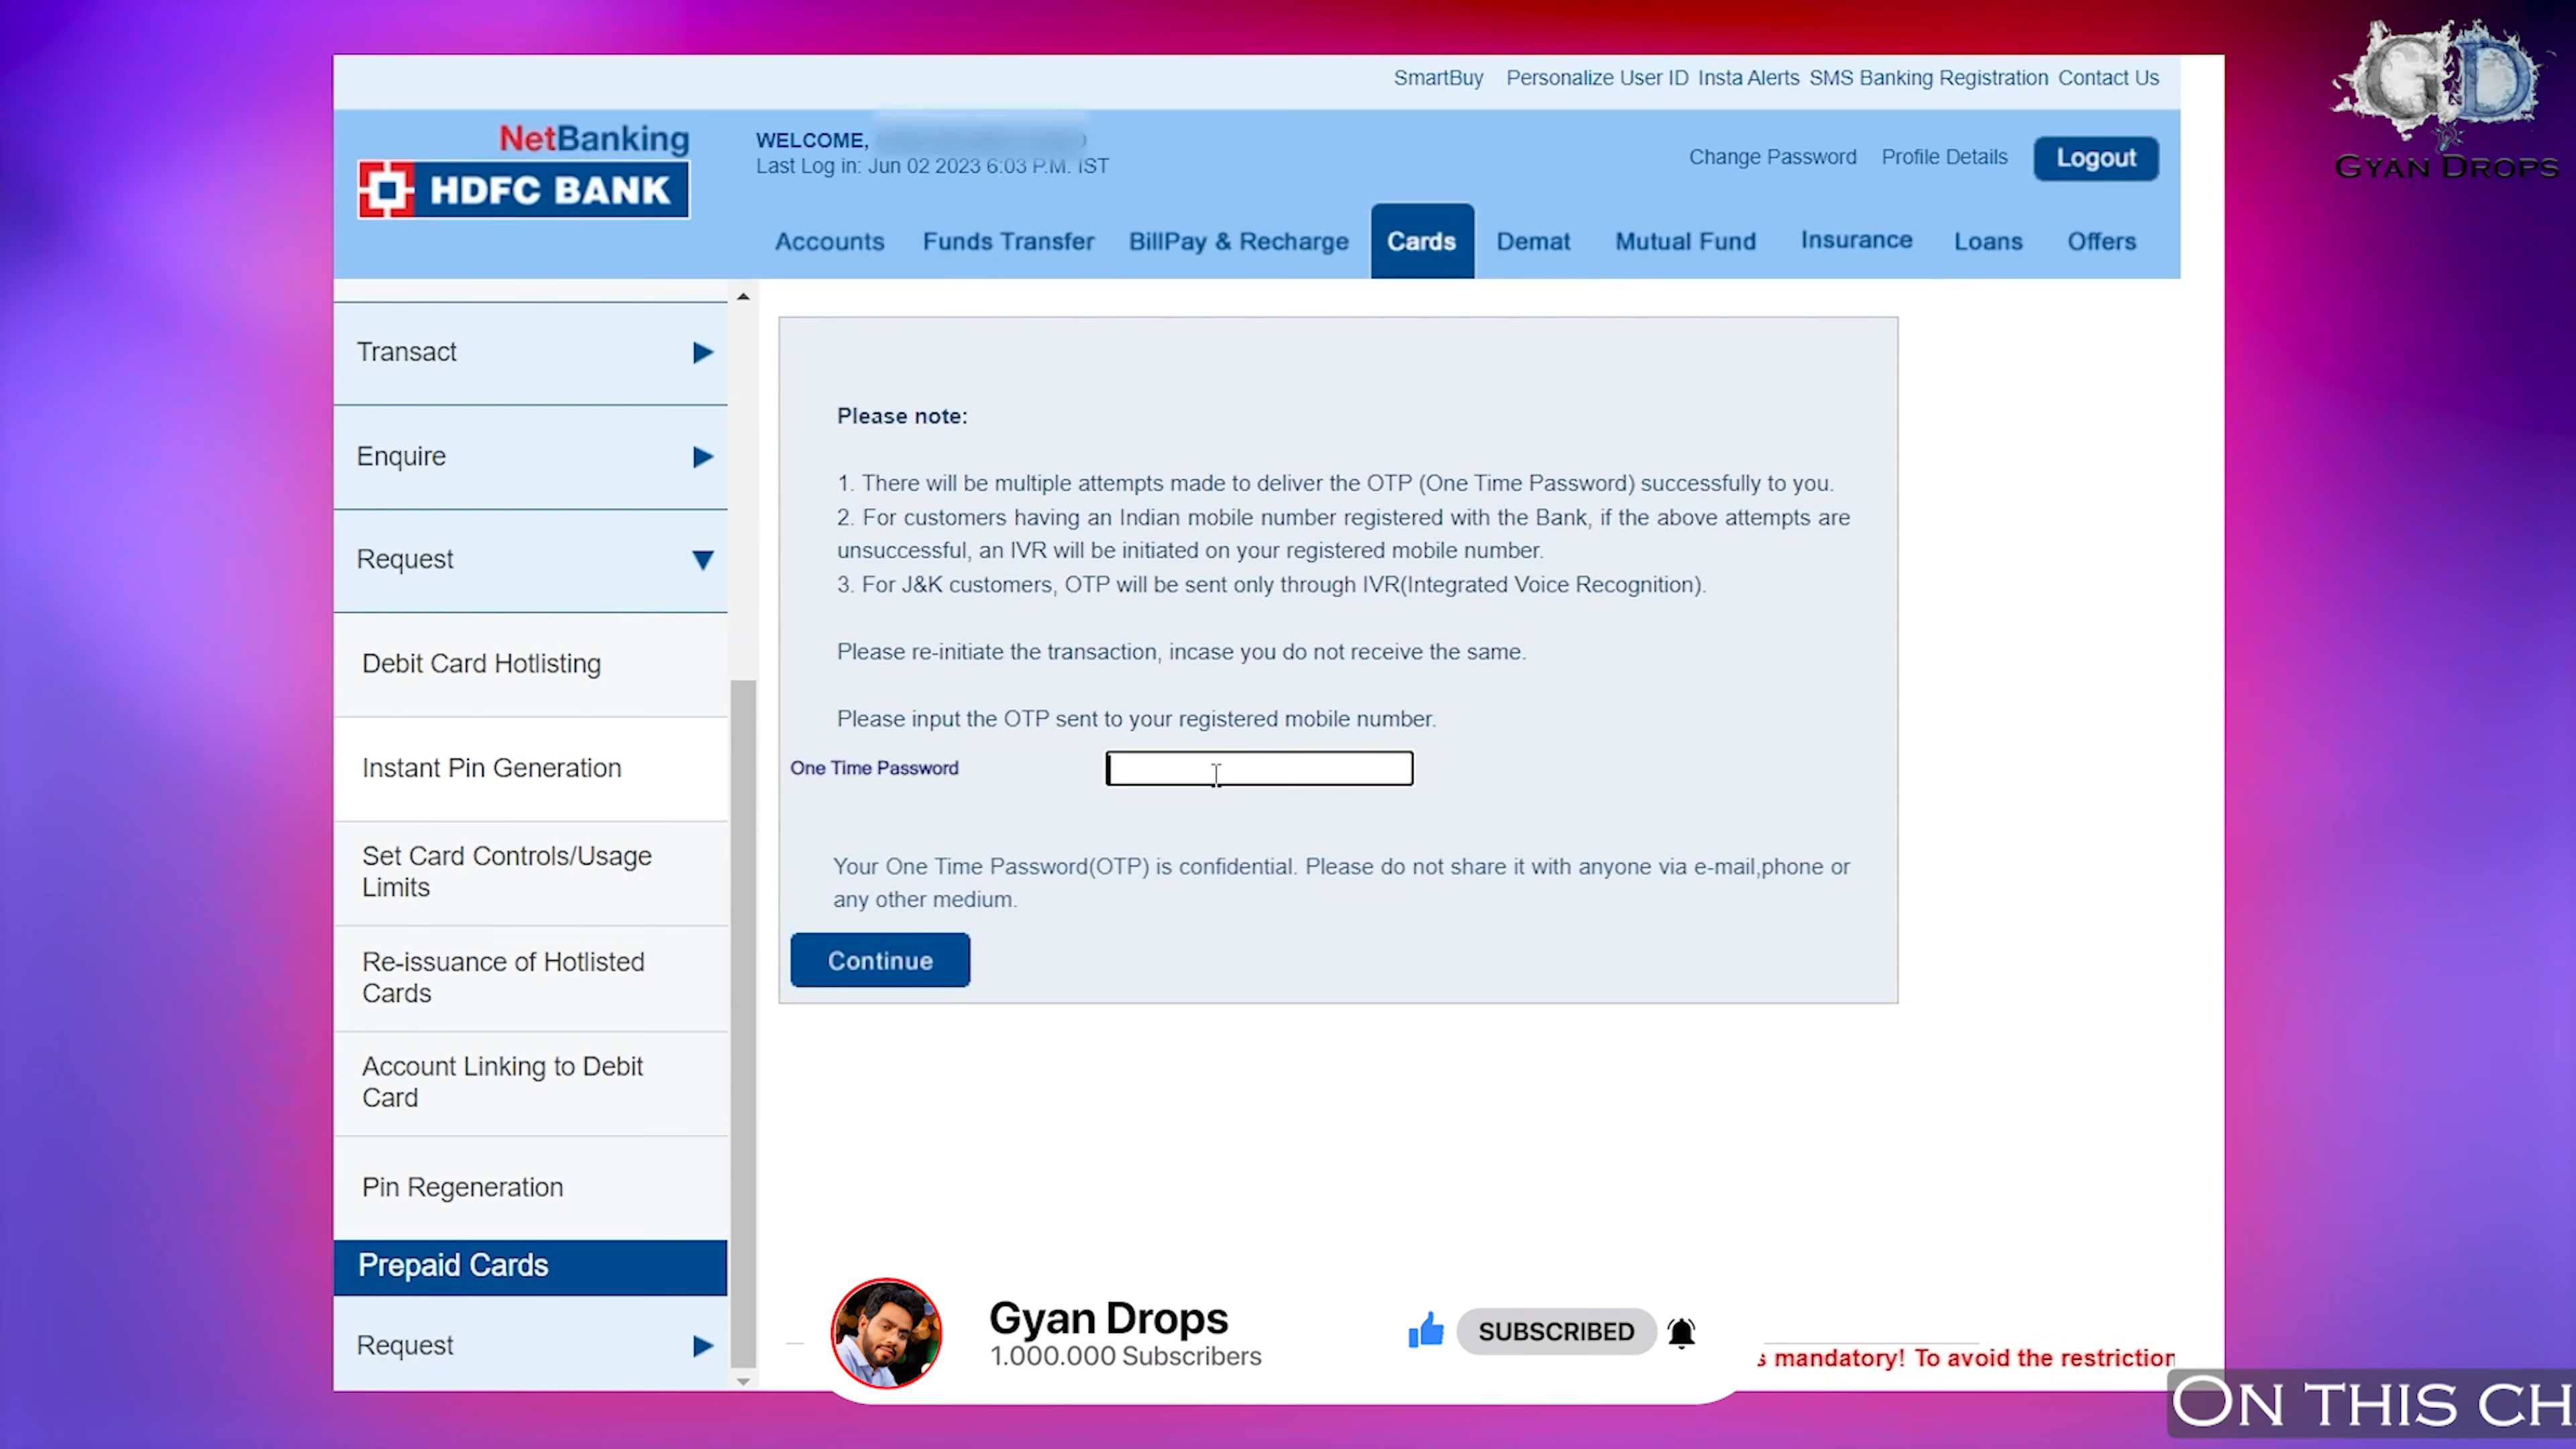 GD
GYAN DROPS
SmartBuy Personalize User ID Insta Alerts SMS Banking Registration Contact Us
NetBanking
HDFC BANK
WELCOME,
Last Log in: Jun 02 2023 6:03 P.M. IST
Change Password Profile Details Logout
Accounts Funds Transfer BillPay & Recharge Cards Demat Mutual Fund Insurance Loans Offers
Transact
Enquire
Request
Debit Card Hotlisting
Instant Pin Generation
Set Card Controls/Usage
Limits
Re-issuance of Hotlisted
Cards
Account Linking to Debit
Card
Pin Regeneration
Prepaid Cards
Request
Please note:
1. There will be multiple attempts made to deliver the OTP (One Time Password) successfully to you.
2. For customers having an Indian mobile number registered with the Bank, if the above attempts are
unsuccessful, an IVR will be initiated on your registered mobile number.
3. For J&K customers, OTP will be sent only through IVR(Integrated Voice Recognition).
Please re-initiate the transaction, incase you do not receive the same.
Please input the OTP sent to your registered mobile number.
One Time Password
Your One Time Password(OTP) is confidential. Please do not share it with anyone via e-mail,phone or
any other medium.
Continue
Gyan Drops
1.000.000 Subscribers
SUBSCRIBED
s mandatory! To avoid the restriction
ON THIS CH